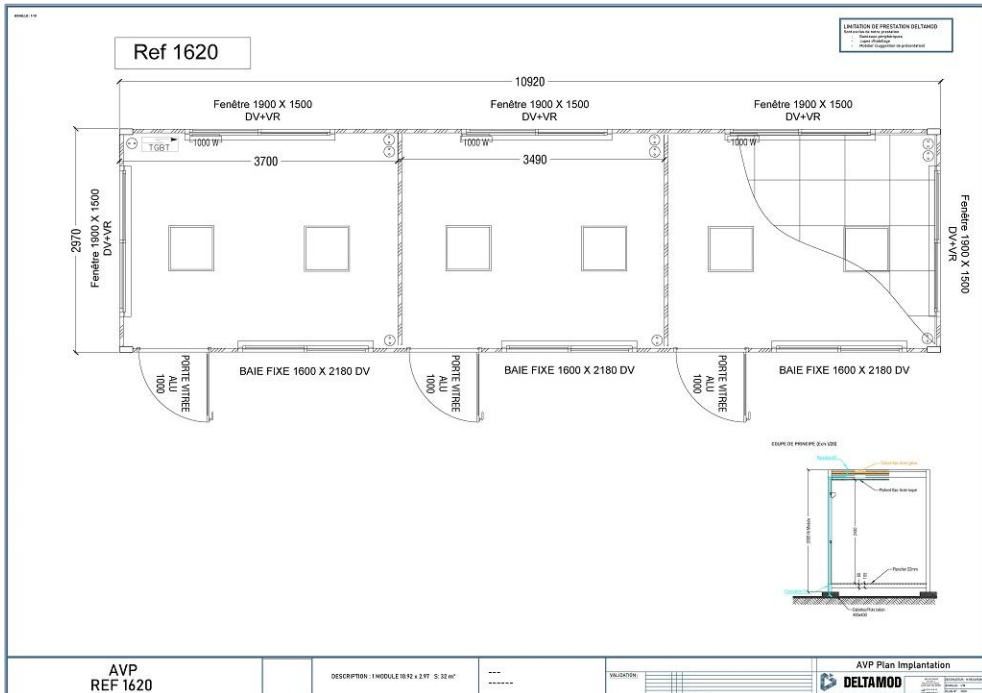 Ref 1620
LIMITATION DE PRESTATION DELTAMOD
10920
Fenêtre 1900 X 1500
DV+VR
Fenêtre 1900 X 1500
DV+VR
Fenêtre 1900 X 1500
DV+VR
TGBT
1000 W
1000 W
1000 W
3700
3490
2970
Fenêtre 1900 X 1500
DV+VR
Fenêtre 1900 X 1500
DV+VR
PORTE VITREE
ALU
1000
BAIE FIXE 1600 X 2180 DV
PORTE VITREE
ALU
1000
BAIE FIXE 1600 X 2180 DV
PORTE VITREE
ALU
1000
BAIE FIXE 1600 X 2180 DV
COUPE DE PRINCIPE
AVP
REF 1620
DESCRIPTION : 1 MODULE 10.92 x 2.97 S: 32 m²
---
------
VALIDATION:
AVP Plan Implantation
DELTAMOD